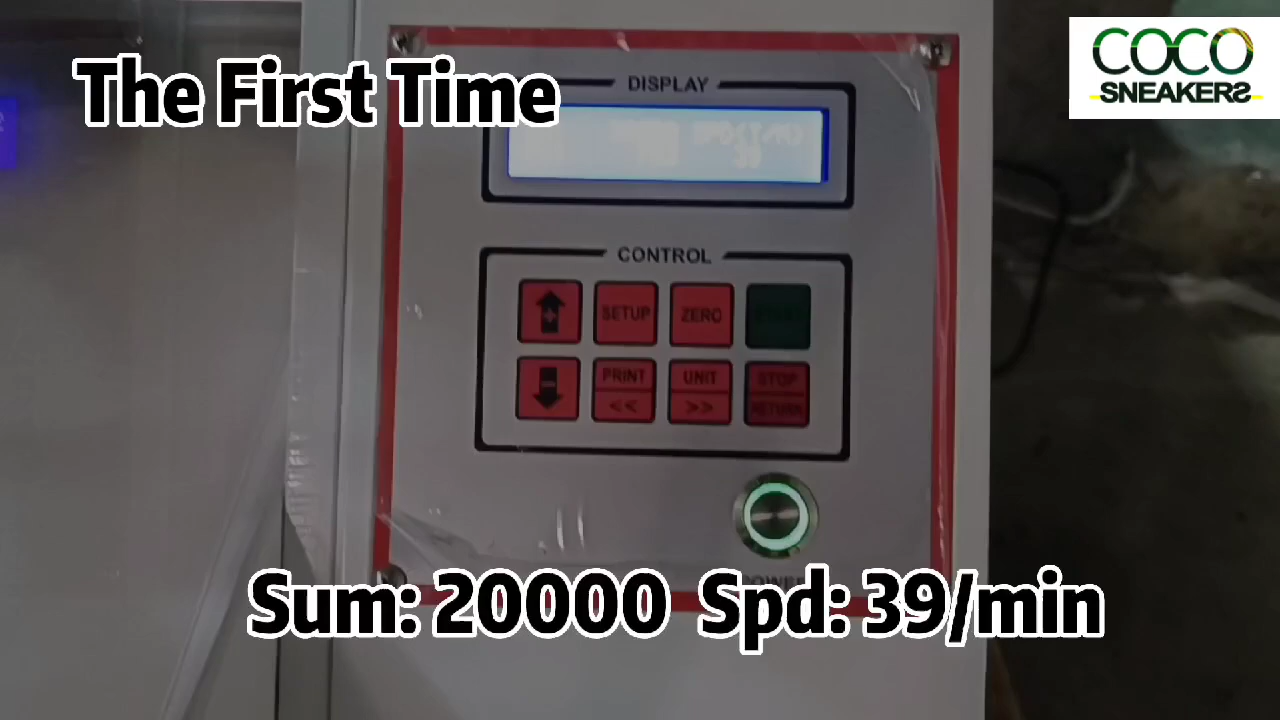 The First Time
COCO
SNEAKERS
DISPLAY
CONTROL
SETUP
ZERO
PRINT
<<
UNIT
>>
STOP
RETURN
Sum: 20000 Spd: 39/min